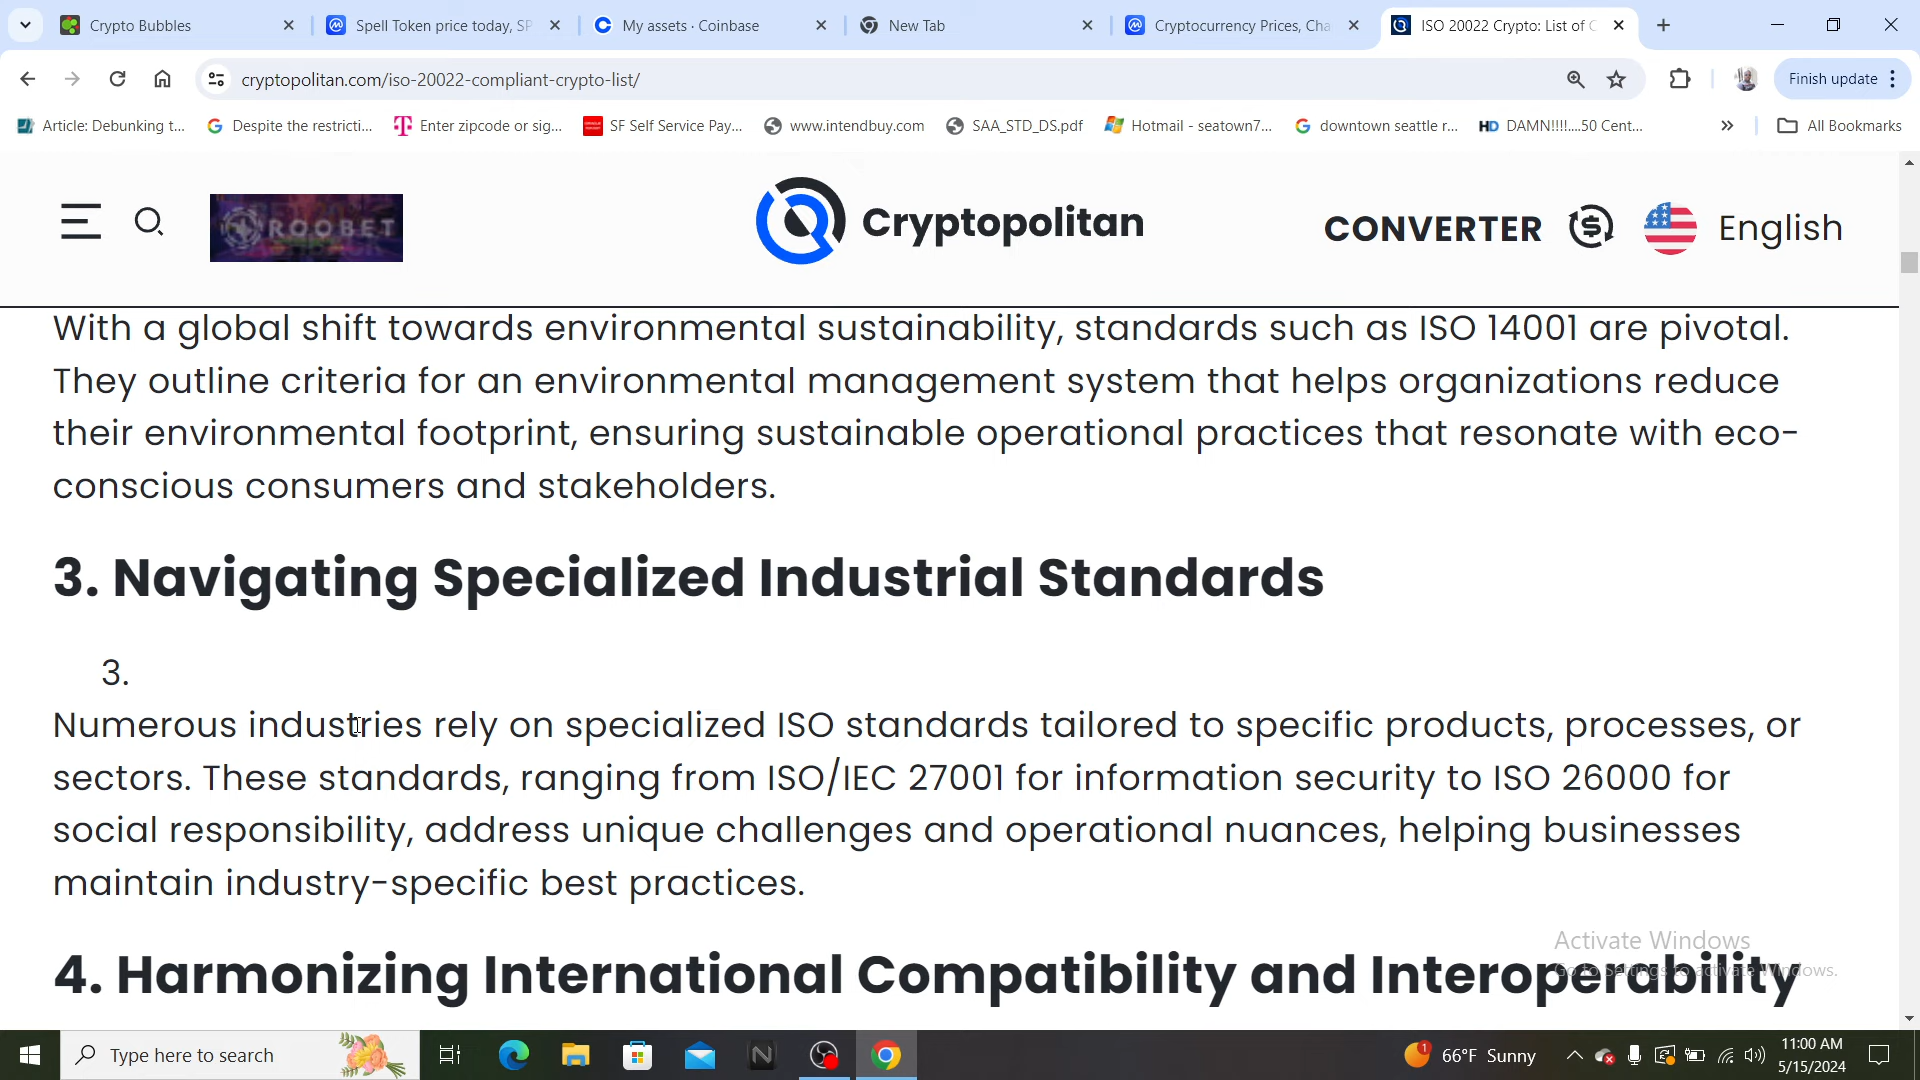 Crypto Bubbles
Spell Token price today, SP
My assets · Coinbase
New Tab
Cryptocurrency Prices, Cha
ISO 20022 Crypto: List of C
cryptopolitan.com/iso-20022-compliant-crypto-list/
Finish update
Article: Debunking t...
Despite the restricti...
Enter zipcode or sig...
SF Self Service Pay...
www.intendbuy.com
SAA_STD_DS.pdf
Hotmail - seatown7...
downtown seattle r...
HD DAMN!!!!....50 Cent...
All Bookmarks
ROOBET
Cryptopolitan
CONVERTER
English
With a global shift towards environmental sustainability, standards such as ISO 14001 are pivotal.
They outline criteria for an environmental management system that helps organizations reduce
their environmental footprint, ensuring sustainable operational practices that resonate with eco-
conscious consumers and stakeholders.
3. Navigating Specialized Industrial Standards
3.
Numerous industries rely on specialized ISO standards tailored to specific products, processes, or
sectors. These standards, ranging from ISO/IEC 27001 for information security to ISO 26000 for
social responsibility, address unique challenges and operational nuances, helping businesses
maintain industry-specific best practices.
4. Harmonizing International Compatibility and Interoperability
Activate Windows
Go to Settings to activate Windows.
Type here to search
1
66°F Sunny
11:00 AM
5/15/2024